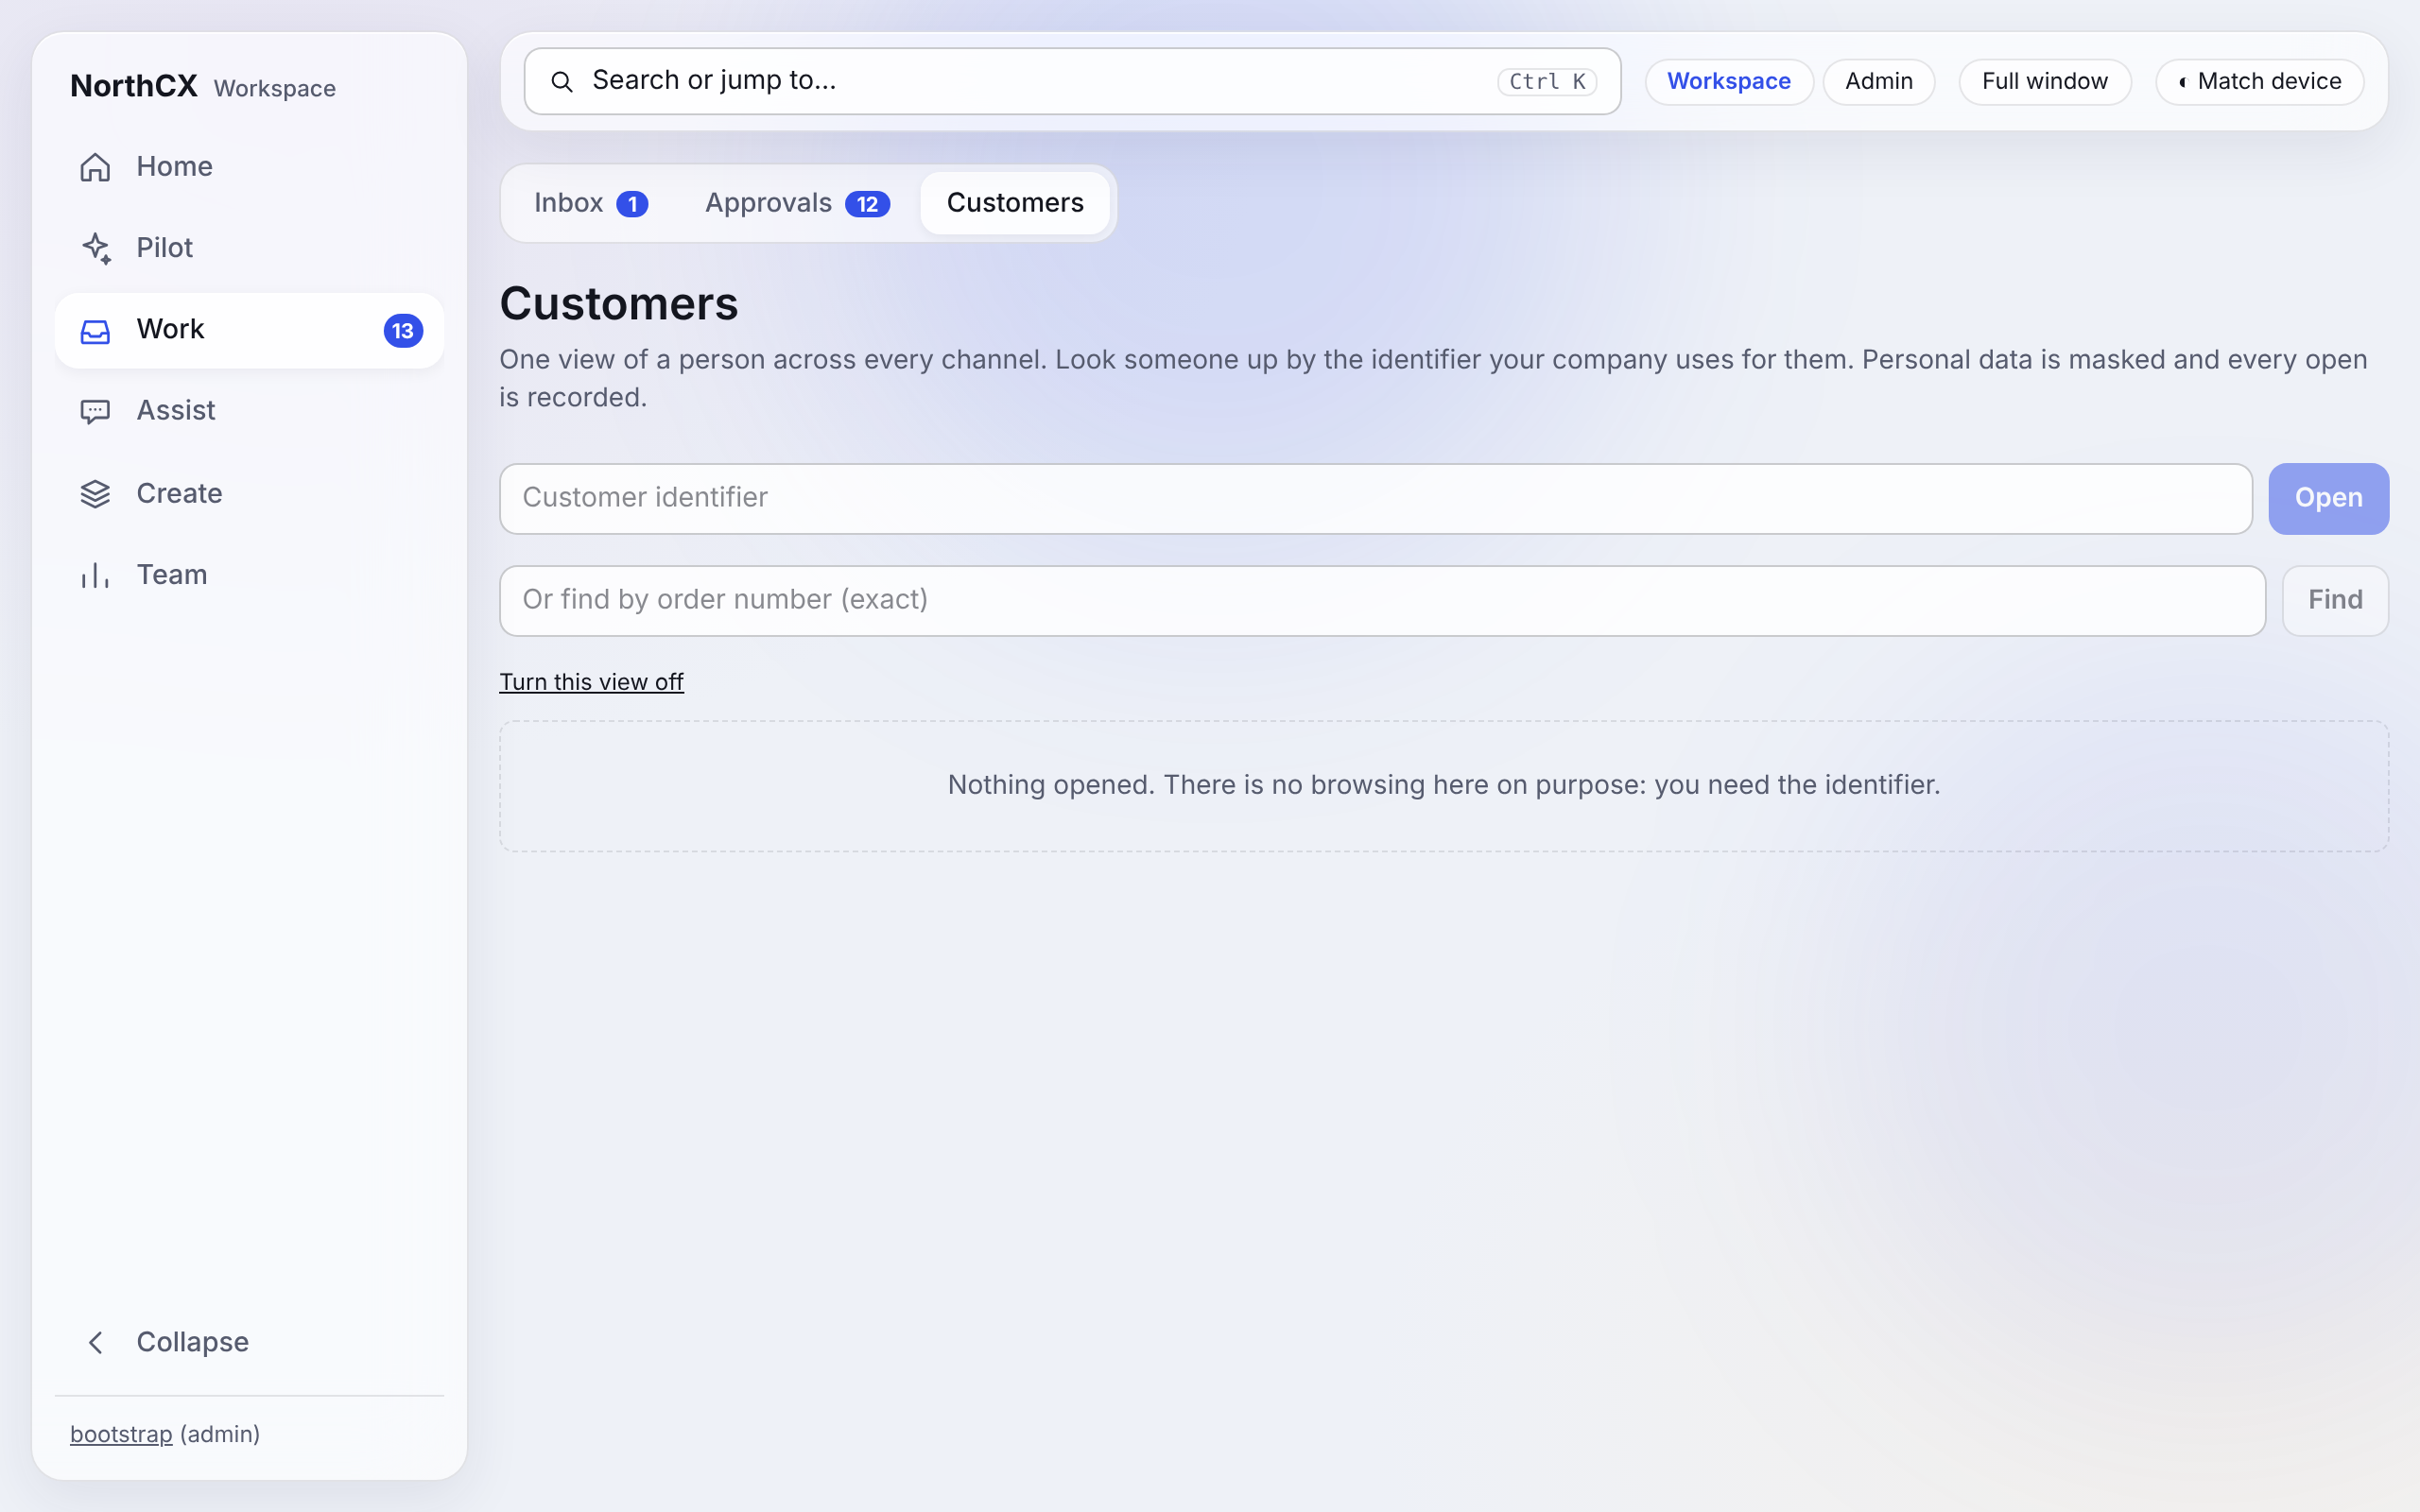 NorthCX Workspace
Home
Pilot
Work 13
Assist
Create
Team
Collapse
bootstrap (admin)
Search or jump to... Ctrl K
Workspace
Admin
Full window
Match device
Inbox 1
Approvals 12
Customers
Customers
One view of a person across every channel. Look someone up by the identifier your company uses for them. Personal data is masked and every open
is recorded.
Customer identifier
Open
Or find by order number (exact)
Find
Turn this view off
Nothing opened. There is no browsing here on purpose: you need the identifier.